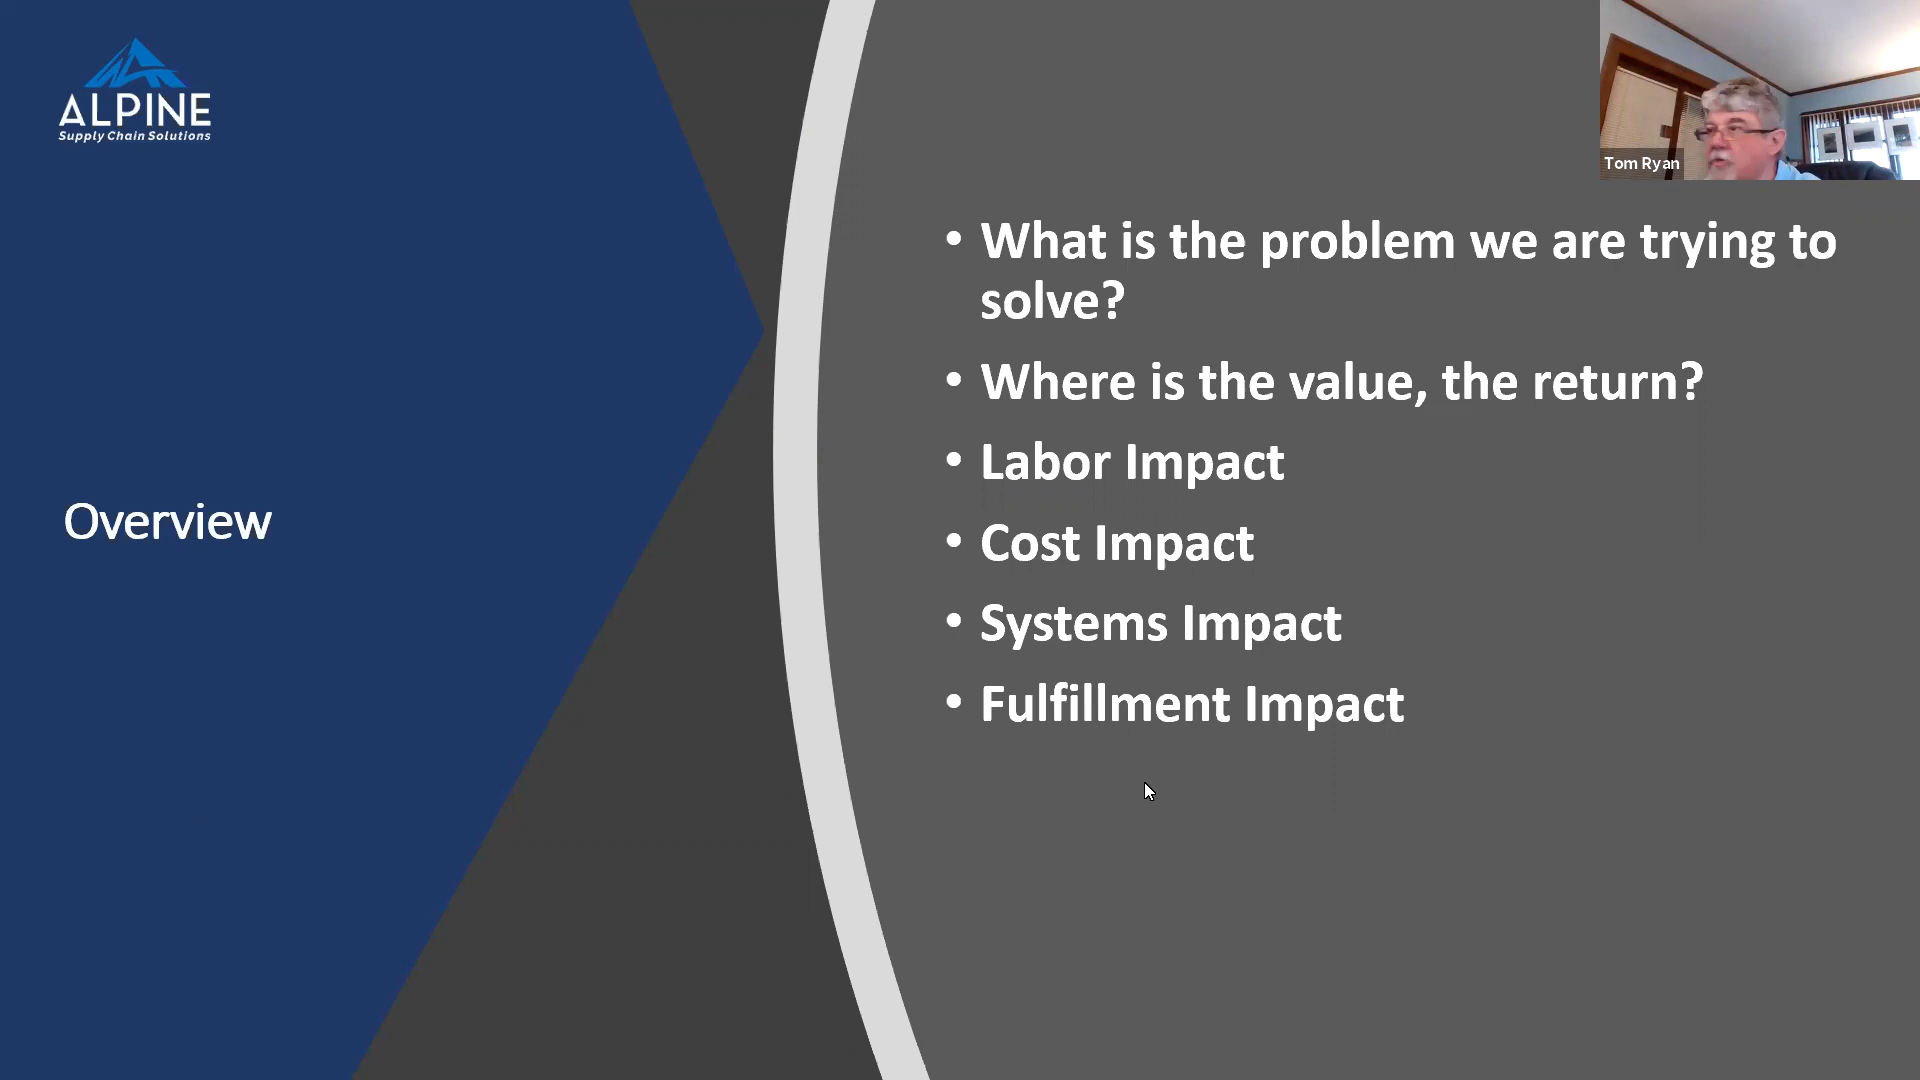 ALPINE
Supply Chain Solutions
Tom Ryan
Overview
• What is the problem we are trying to
solve?
• Where is the value, the return?
• Labor Impact
• Cost Impact
• Systems Impact
• Fulfillment Impact